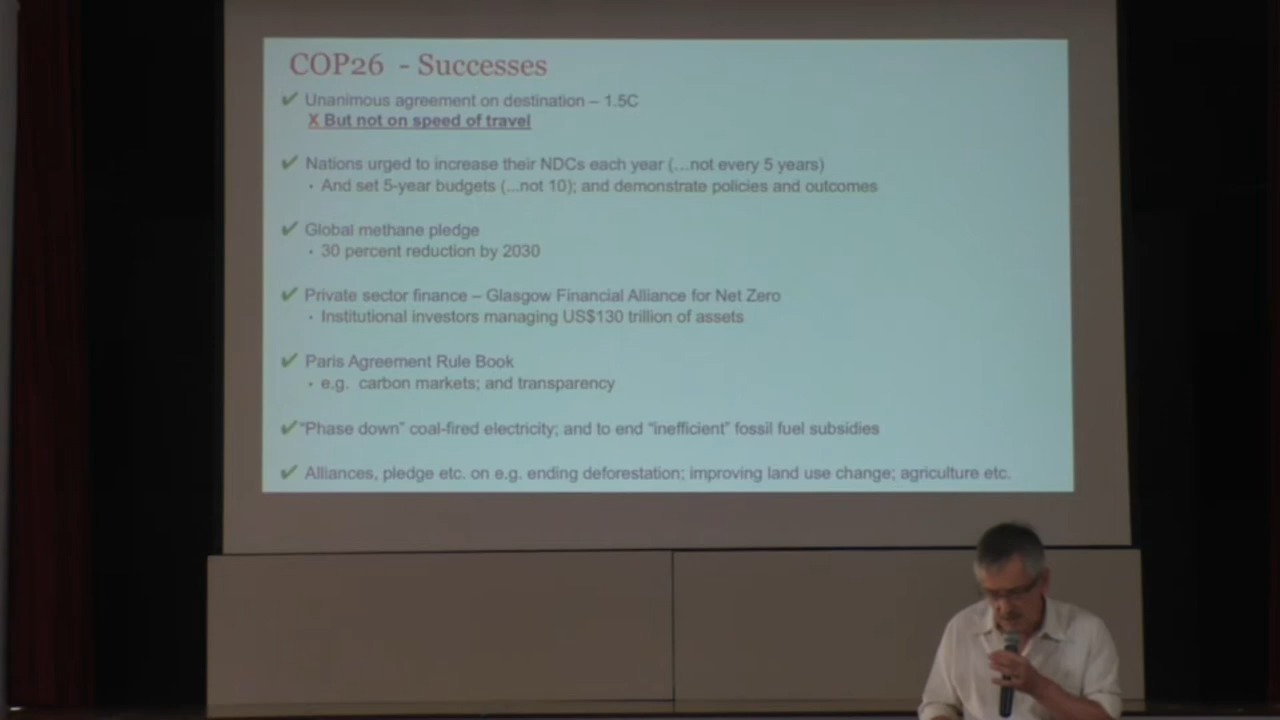 COP26 - Successes
✔ Unanimous agreement on destination – 1.5C
X But not on speed of travel
✔ Nations urged to increase their NDCs each year (...not every 5 years)
• And set 5-year budgets (...not 10); and demonstrate policies and outcomes
✔ Global methane pledge
• 30 percent reduction by 2030
✔ Private sector finance – Glasgow Financial Alliance for Net Zero
• Institutional investors managing US$130 trillion of assets
✔ Paris Agreement Rule Book
• e.g. carbon markets; and transparency
✔ "Phase down" coal-fired electricity; and to end "inefficient" fossil fuel subsidies
✔ Alliances, pledge etc. on e.g. ending deforestation; improving land use change; agriculture etc.